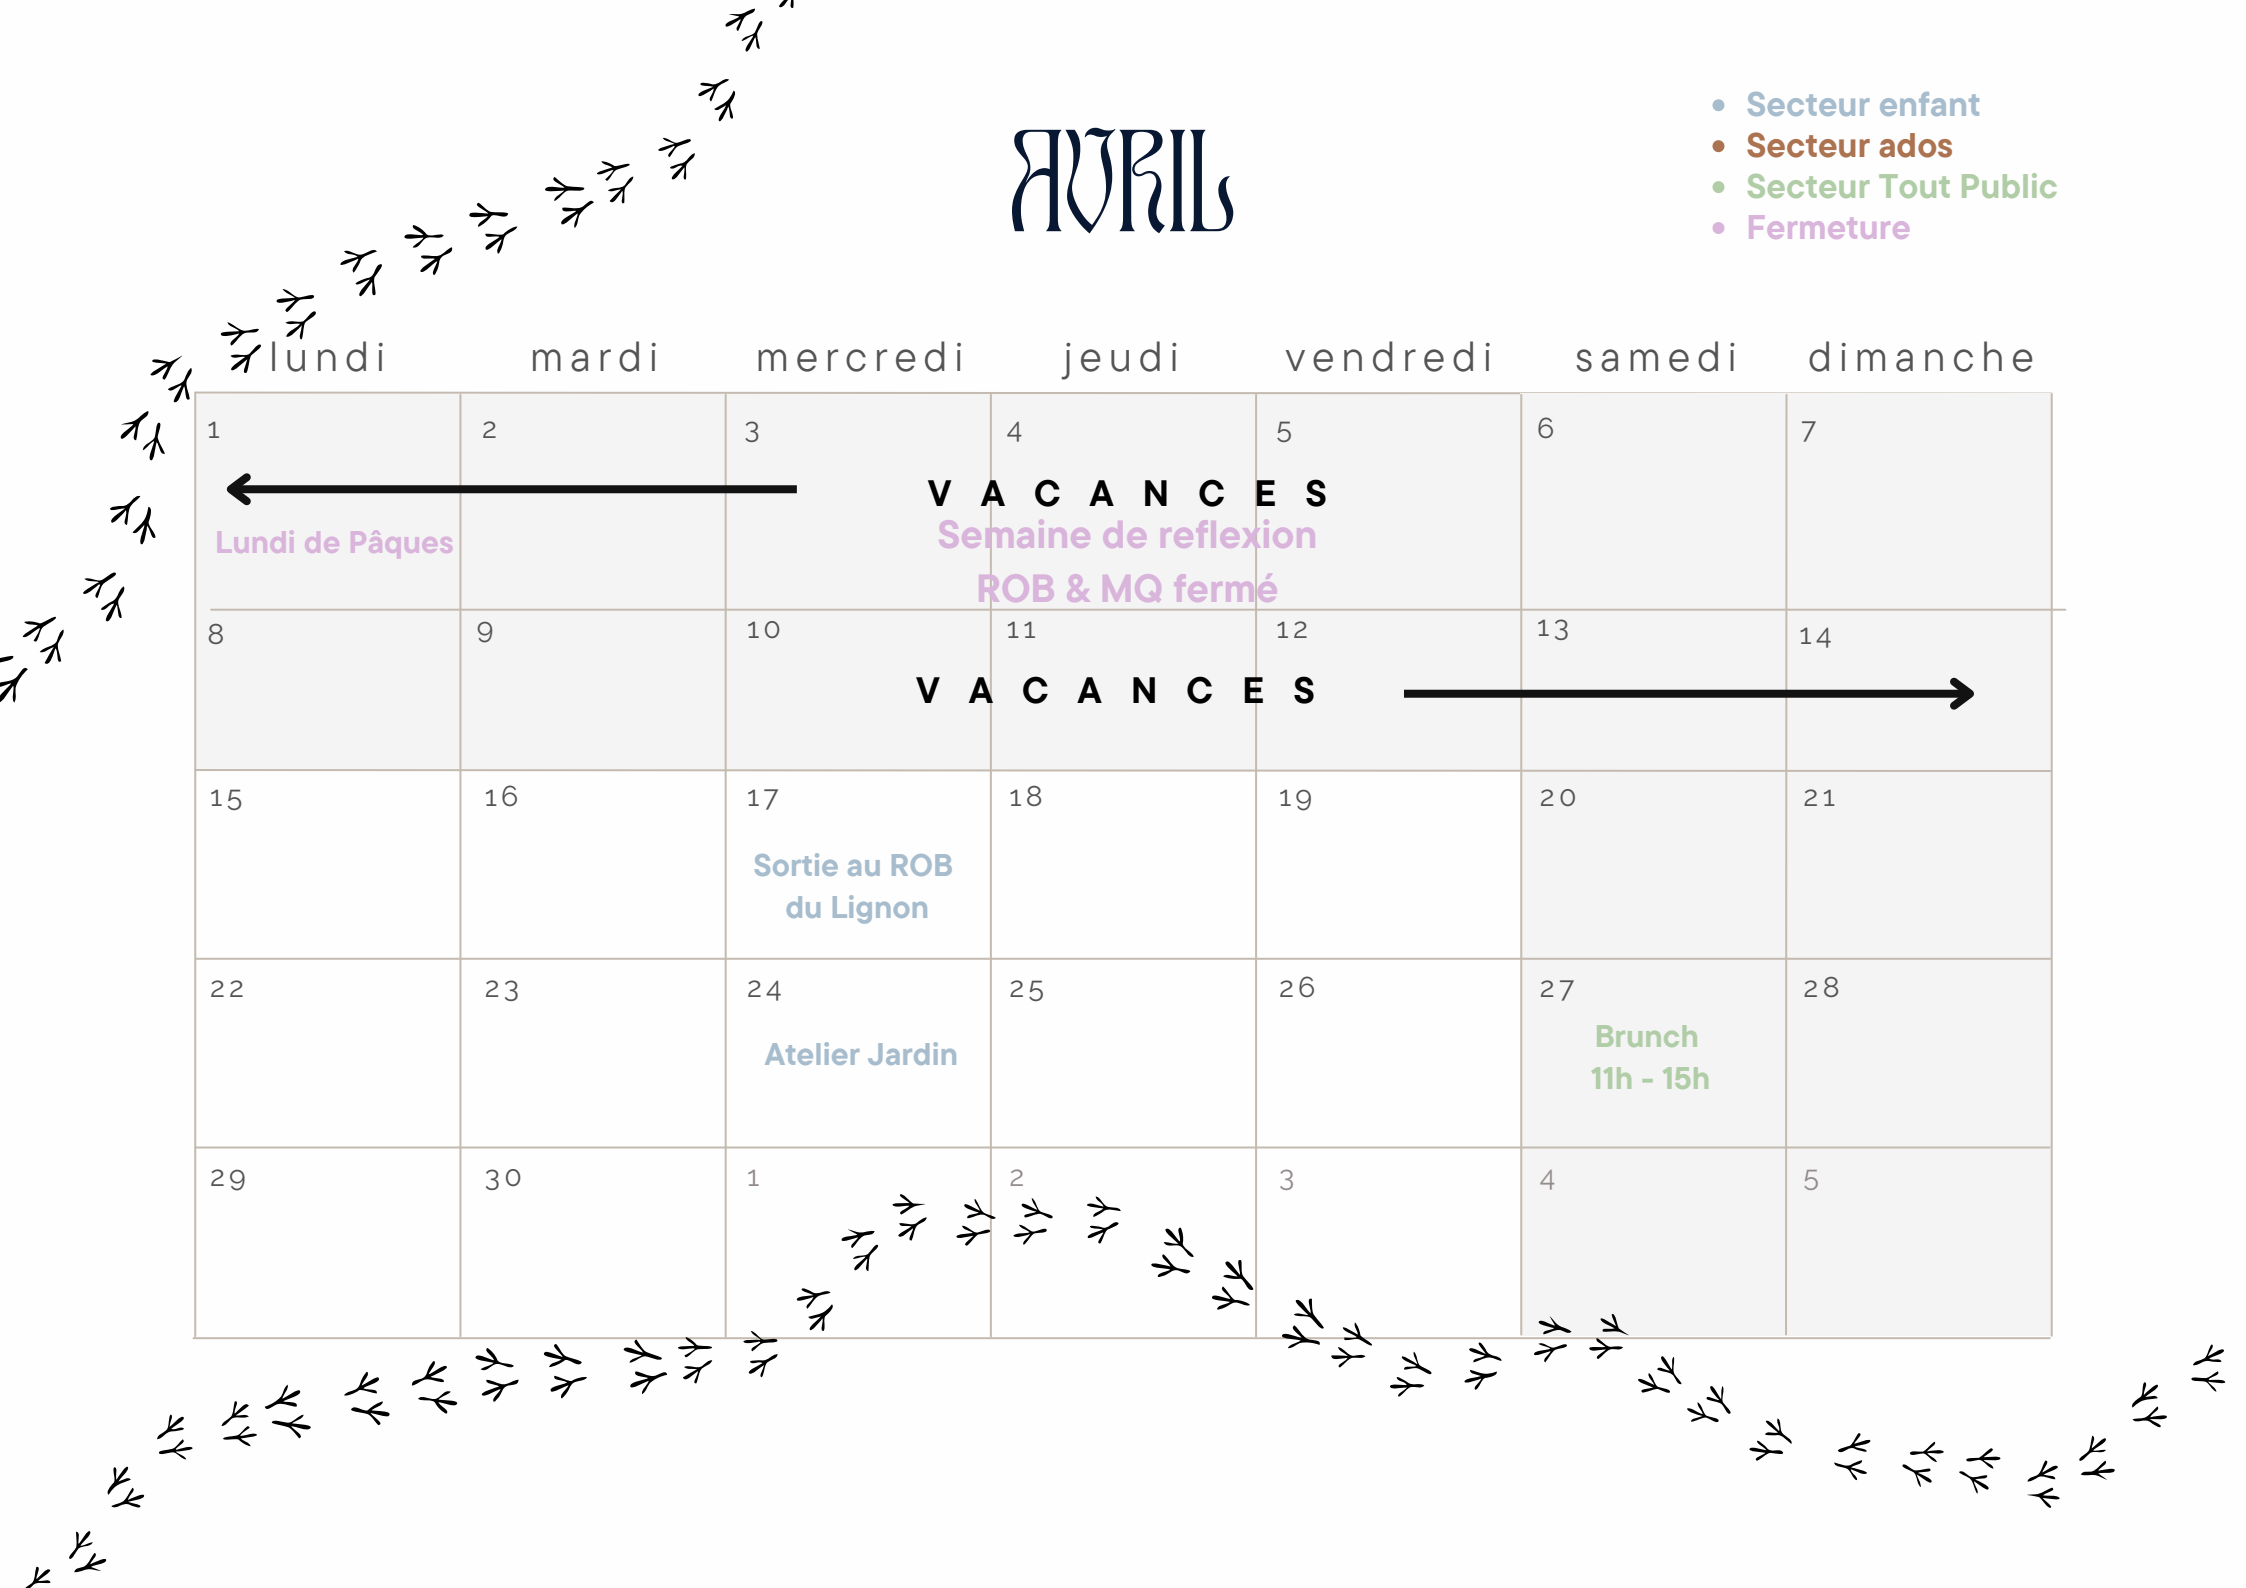 AVRIL
Secteur enfant
Secteur ados
Secteur Tout Public
Fermeture
lundi mardi mercredi jeudi vendredi samedi dimanche
1 2 3 4 5 6 7
VACANCES
Lundi de Pâques
Semaine de reflexion
ROB & MQ fermé
8 9 10 11 12 13 14
VACANCES
15 16 17 18 19 20 21
Sortie au ROB
du Lignon
22 23 24 25 26 27 28
Atelier Jardin
Brunch
11h - 15h
29 30 1 2 3 4 5